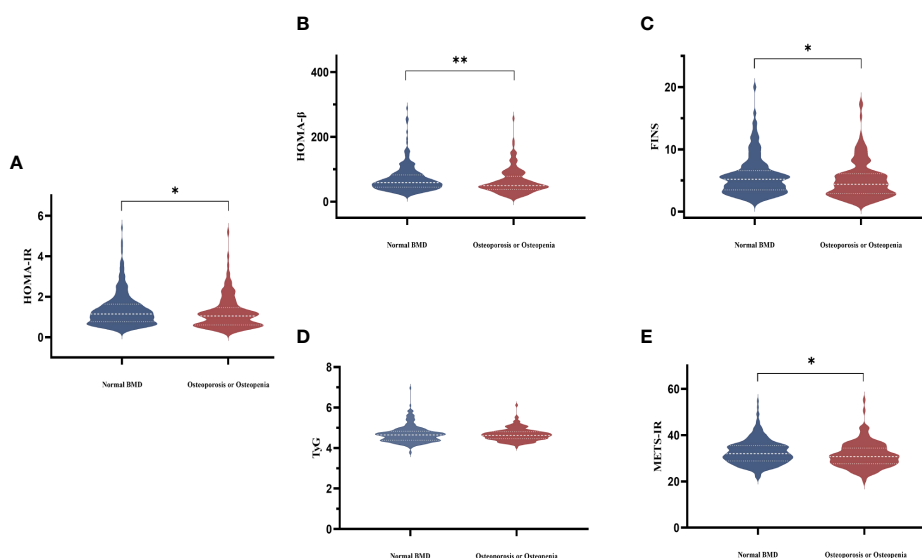 A
HOMA-IR
6
4
2
0
*
Normal BMD
Osteoporosis or Osteopenia
B
HOMA-β
400
200
0
**
Normal BMD
Osteoporosis or Osteopenia
C
FINS
20
15
10
5
0
*
Normal BMD
Osteoporosis or Osteopenia
D
TyG
8
6
4
2
0
Normal BMD
Osteoporosis or Osteopenia
E
METS-IR
60
40
20
0
*
Normal BMD
Osteoporosis or Osteopenia